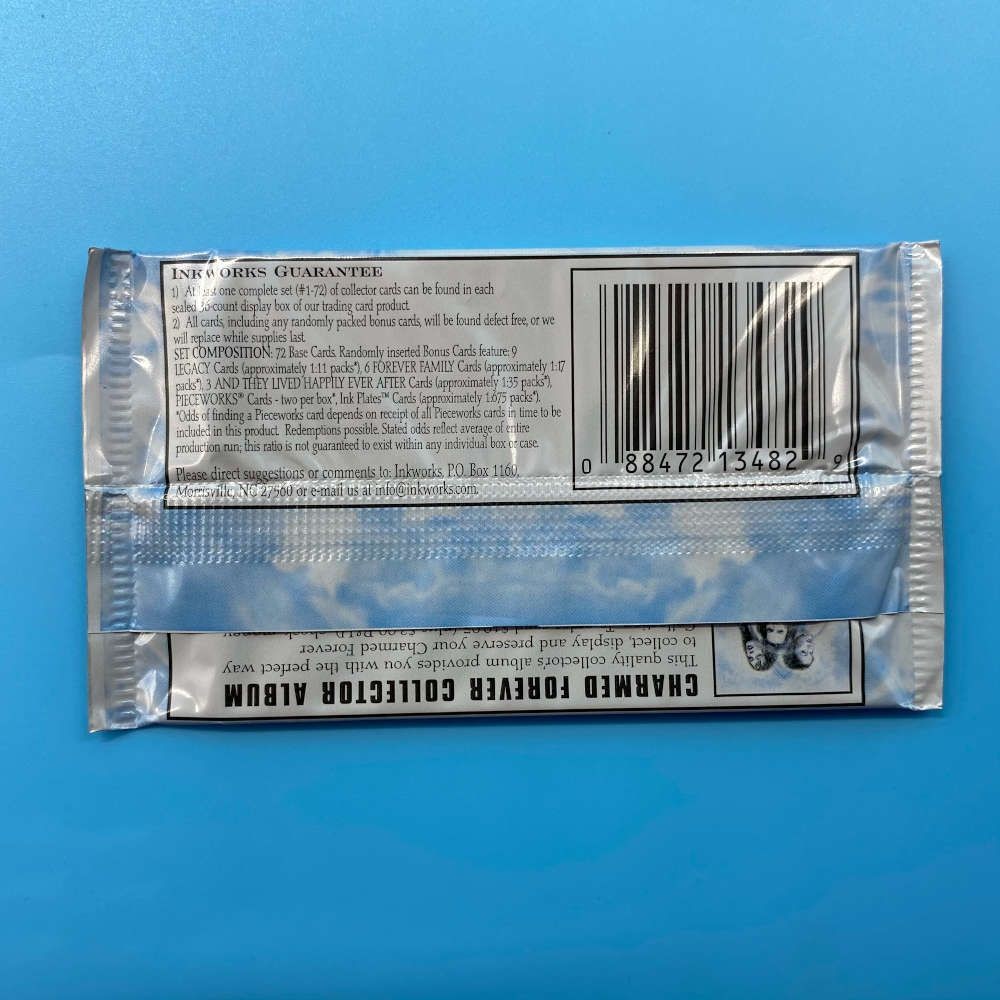 INKWORKS GUARANTEE
1) At least one complete set (#1-72) of collector cards can be found in each
sealed 36-count display box of our trading card product.
2) All cards, including any randomly packed bonus cards, will be found defect free, or we
will replace while supplies last.
SET COMPOSITION: 72 Base Cards. Randomly inserted Bonus Cards feature: 9
LEGACY Cards (approximately 1:11 packs*), 6 FOREVER FAMILY Cards (approximately 1:17
packs*), 3 AND THEY LIVED HAPPILY EVER AFTER Cards (approximately 1:35 packs*),
PIECEWORKS® Cards - two per box*, Ink Plates™ Cards (approximately 1:675 packs*).
*Odds of finding a Pieceworks card depends on receipt of all Pieceworks cards in time to be
included in this product. Redemptions possible. Stated odds reflect average of entire
production run; this ratio is not guaranteed to exist within any individual box or case.
Please direct suggestions or comments to: Inkworks, P.O. Box 1160,
Morrisville, NC 27560 or e-mail us at info@inkworks.com.
0 88472 13482 9
CHARMED FOREVER COLLECTOR ALBUM
This quality collector's album provides you with the perfect way
to collect, display and preserve your Charmed Forever